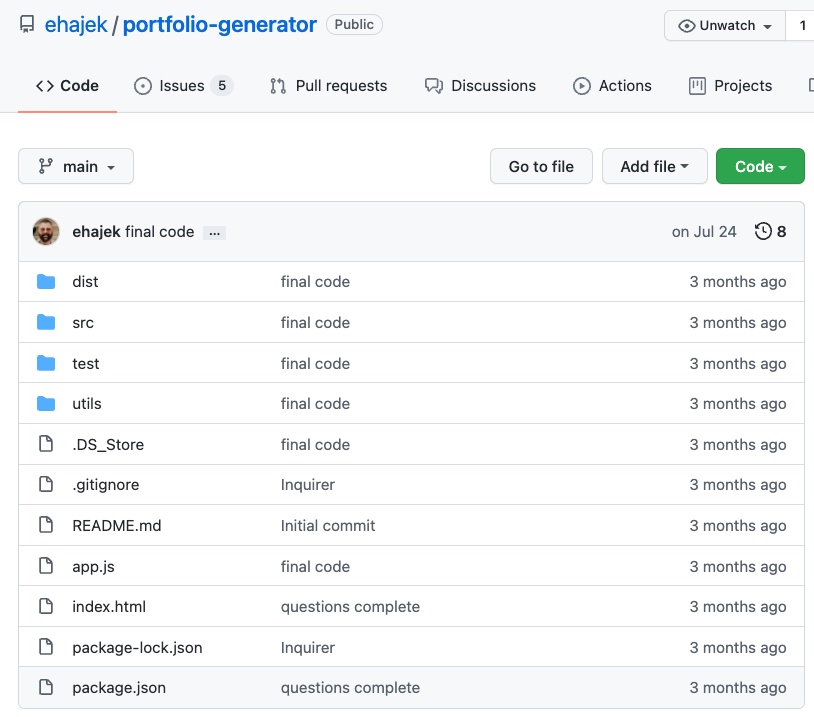 ehajek / portfolio-generator Public Unwatch 1
Code Issues 5 Pull requests Discussions Actions Projects
main Go to file Add file Code
ehajek final code ... on Jul 24 8
dist final code 3 months ago
src final code 3 months ago
test final code 3 months ago
utils final code 3 months ago
.DS_Store final code 3 months ago
.gitignore Inquirer 3 months ago
README.md Initial commit 3 months ago
app.js final code 3 months ago
index.html questions complete 3 months ago
package-lock.json Inquirer 3 months ago
package.json questions complete 3 months ago